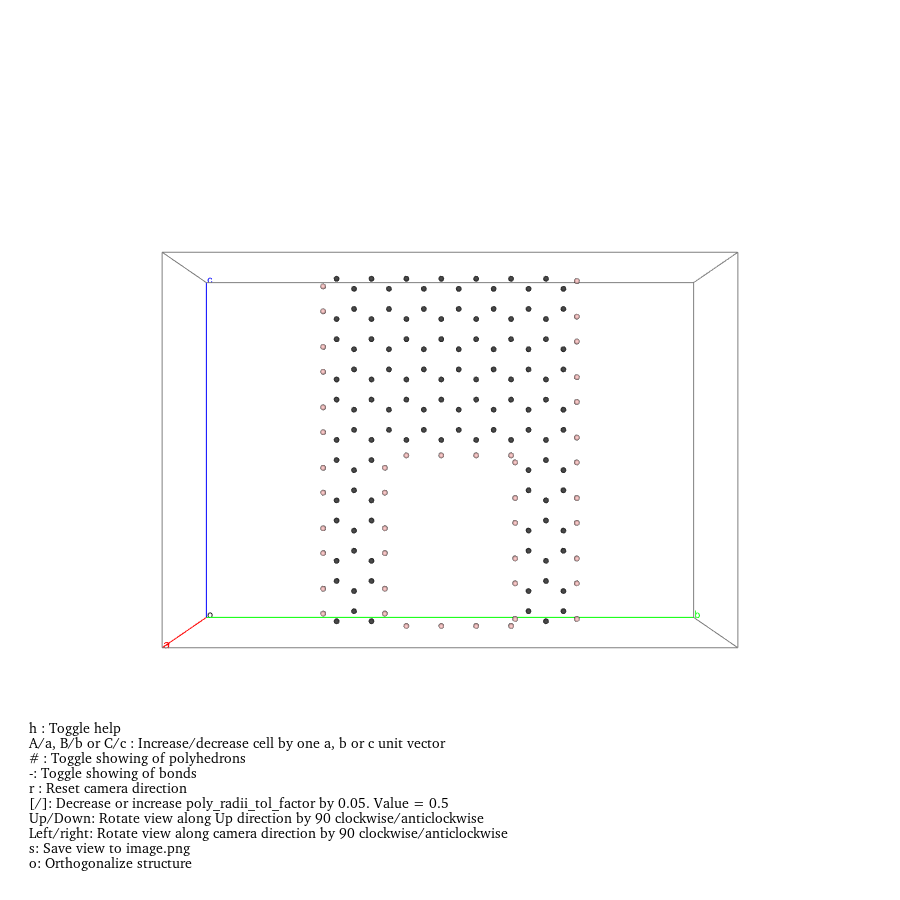 c
o
b
a
h : Toggle help
A/a, B/b or C/c : Increase/decrease cell by one a, b or c unit vector
# : Toggle showing of polyhedrons
-: Toggle showing of bonds
r : Reset camera direction
[/]: Decrease or increase poly_radii_tol_factor by 0.05. Value = 0.5
Up/Down: Rotate view along Up direction by 90 clockwise/anticlockwise
Left/right: Rotate view along camera direction by 90 clockwise/anticlockwise
s: Save view to image.png
o: Orthogonalize structure